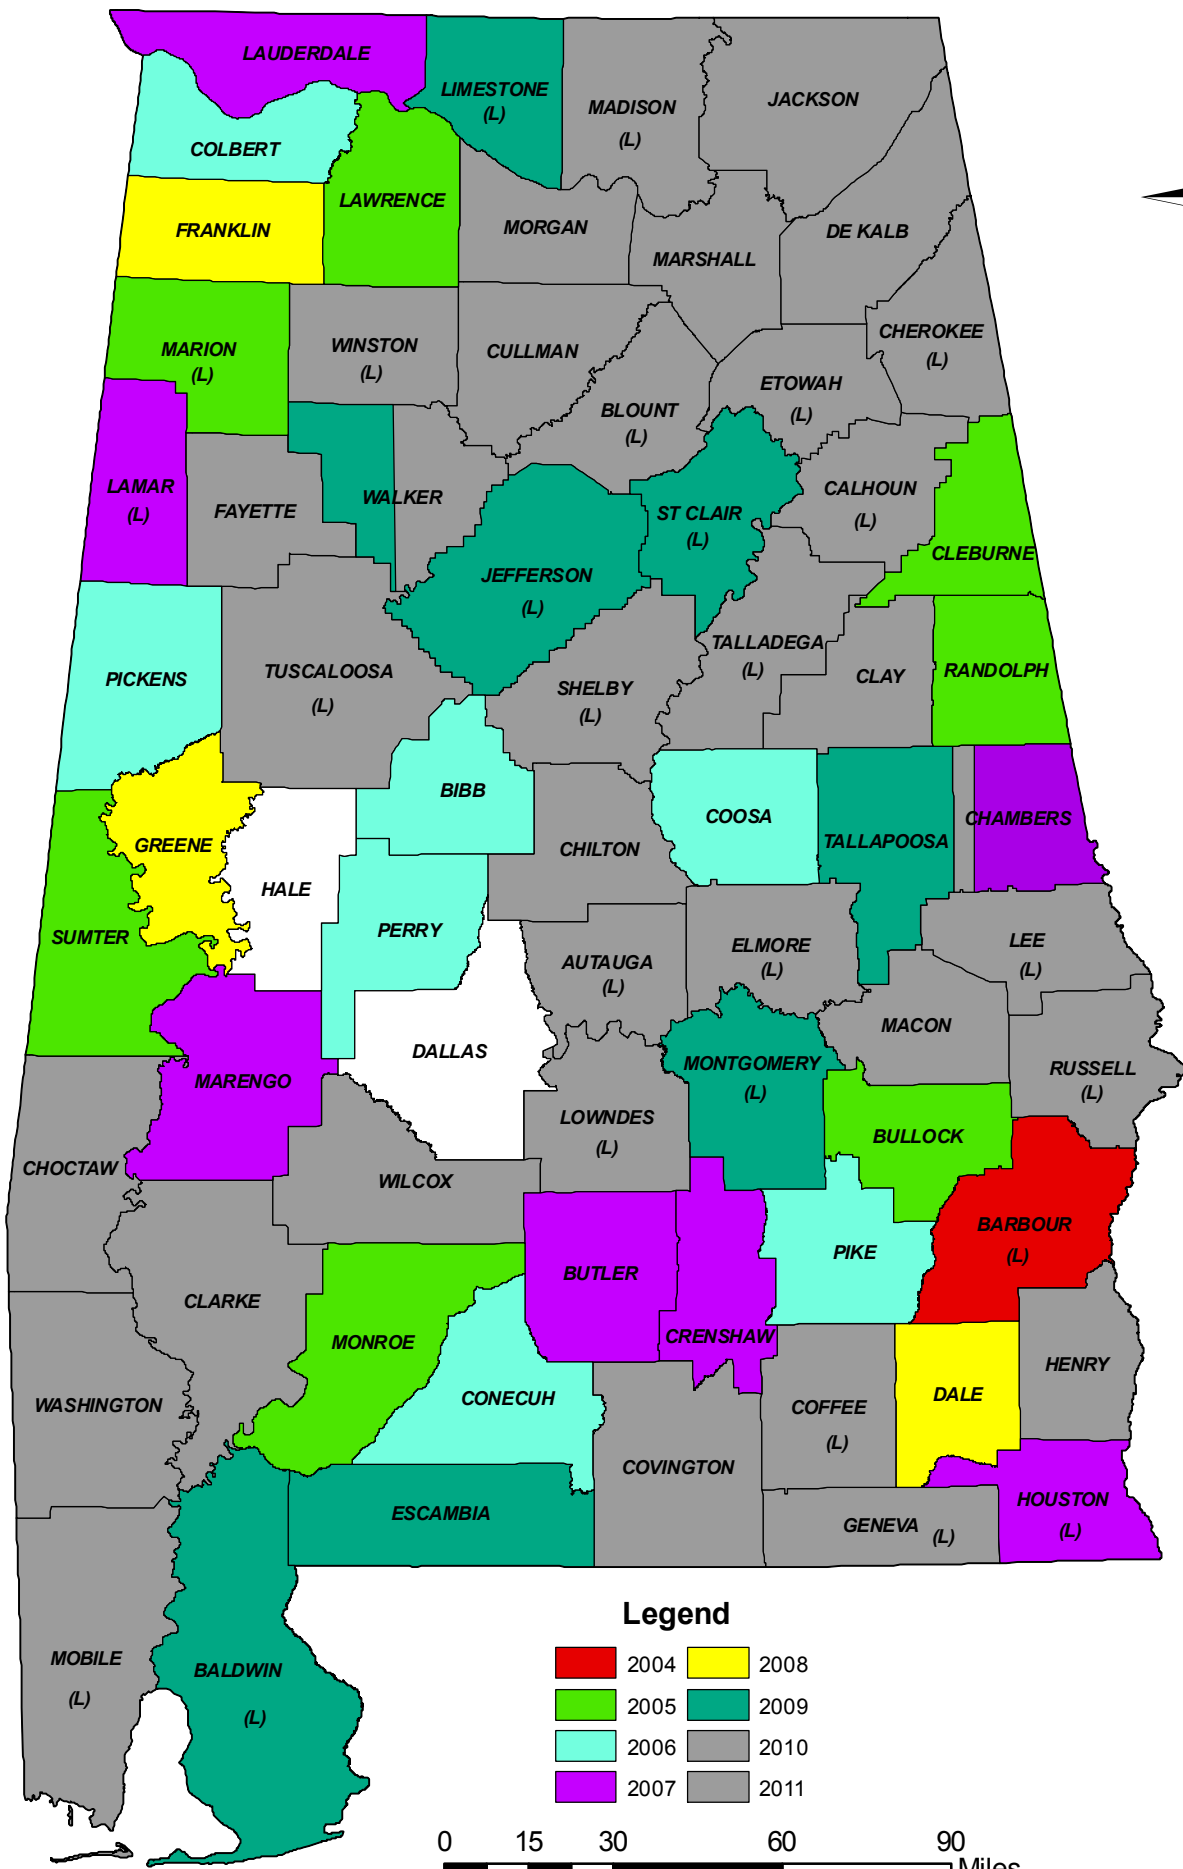 LAUDERDALE
LIMESTONE
(L)
MADISON
(L)
JACKSON
COLBERT
LAWRENCE
FRANKLIN
MORGAN
DE KALB
MARSHALL
CHEROKEE
(L)
MARION
(L)
WINSTON
(L)
CULLMAN
ETOWAH
(L)
BLOUNT
(L)
LAMAR
(L)
FAYETTE
WALKER
ST CLAIR
(L)
CALHOUN
(L)
CLEBURNE
JEFFERSON
(L)
TALLADEGA
(L)
PICKENS
TUSCALOOSA
(L)
SHELBY
(L)
CLAY
RANDOLPH
BIBB
COOSA
CHAMBERS
GREENE
CHILTON
TALLAPOOSA
HALE
SUMTER
PERRY
AUTAUGA
(L)
ELMORE
(L)
LEE
(L)
MACON
DALLAS
MARENGO
MONTGOMERY
(L)
RUSSELL
(L)
LOWNDES
(L)
BULLOCK
CHOCTAW
WILCOX
BARBOUR
(L)
PIKE
BUTLER
CLARKE
MONROE
CRENSHAW
HENRY
WASHINGTON
CONECUH
COFFEE
(L)
DALE
COVINGTON
ESCAMBIA
GENEVA (L)
HOUSTON
(L)
MOBILE
(L)
BALDWIN
(L)
Legend
2004 2008
2005 2009
2006 2010
2007 2011
0 15 30 60 90
Miles